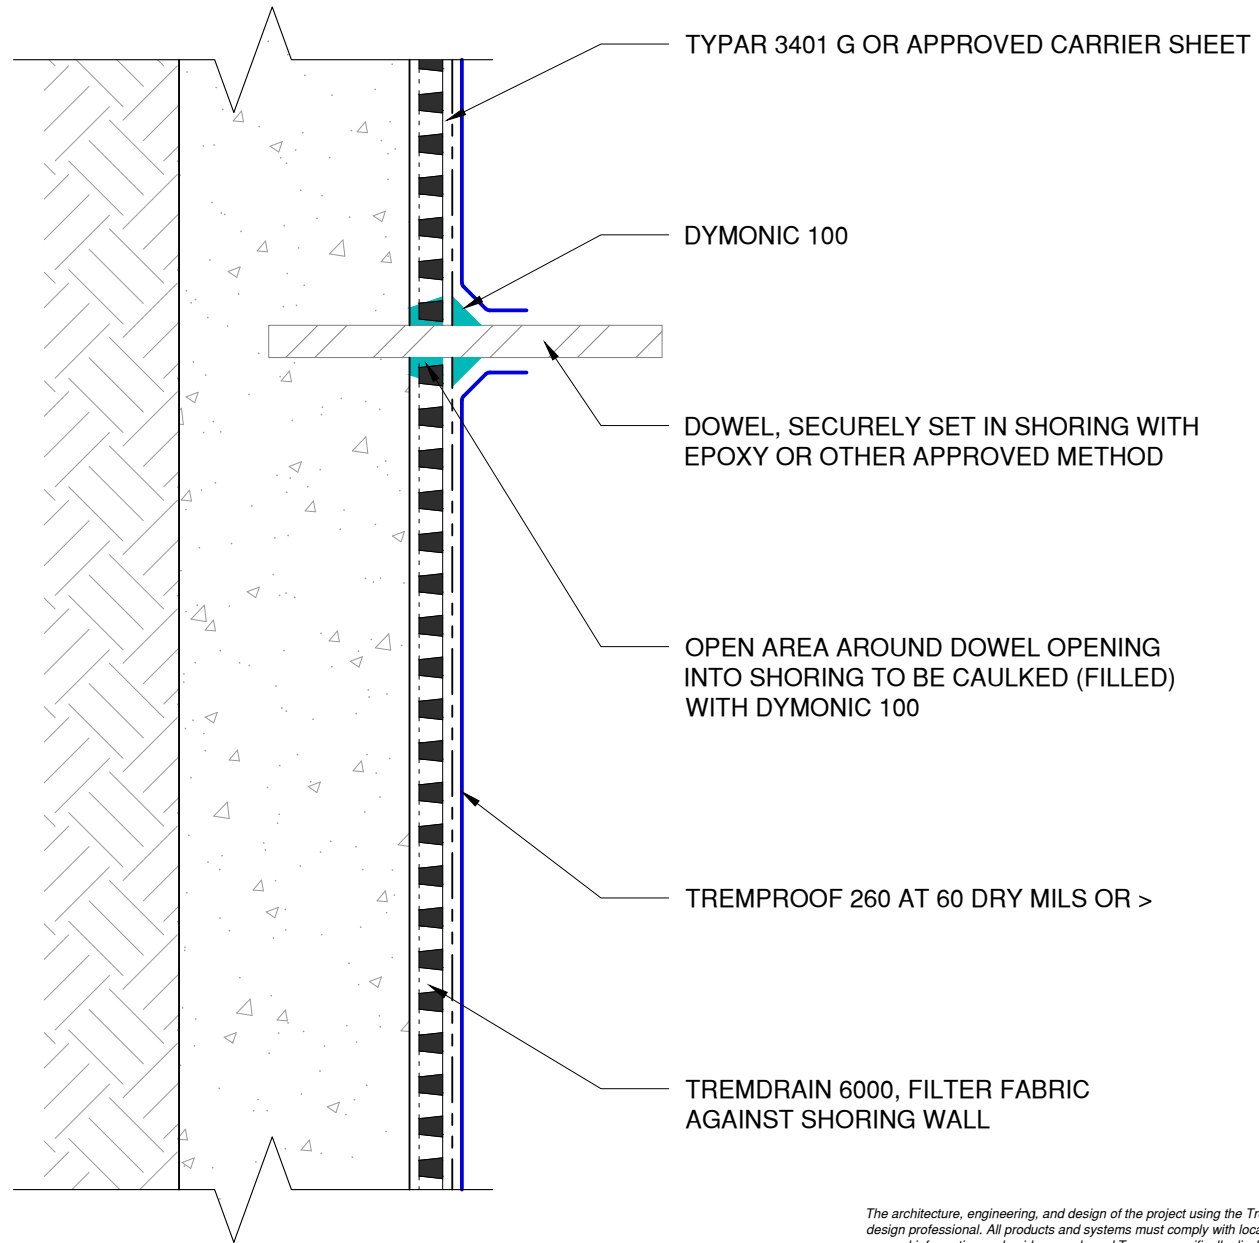 TYPAR 3401 G OR APPROVED CARRIER SHEET
DYMONIC 100
DOWEL, SECURELY SET IN SHORING WITH
EPOXY OR OTHER APPROVED METHOD
OPEN AREA AROUND DOWEL OPENING
INTO SHORING TO BE CAULKED (FILLED)
WITH DYMONIC 100
TREMPROOF 260 AT 60 DRY MILS OR >
TREMDRAIN 6000, FILTER FABRIC
AGAINST SHORING WALL
The architecture, engineering, and design of the project using the
design professional. All products and systems must comply with